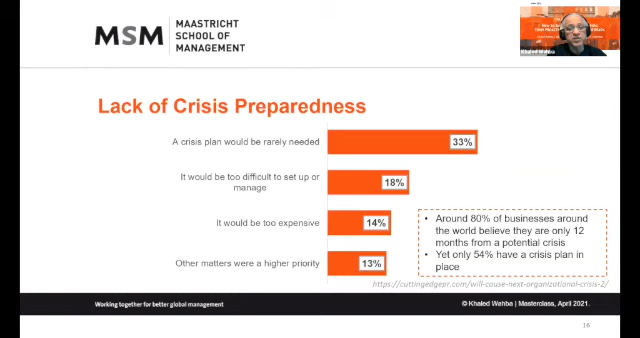 MSM
MAASTRICHT
SCHOOL OF
MANAGEMENT
Khaled Wahba
Lack of Crisis Preparedness
A crisis plan would be rarely needed
33%
It would be too difficult to set up or
manage
18%
It would be too expensive
14%
Other matters were a higher priority
13%
• Around 80% of businesses around
the world believe they are only 12
months from a potential crisis
• Yet only 54% have a crisis plan in
place
https://cuttingedgepr.com/will-cause-next-organizational-crisis-2/
Working together for better global management
© Khaled Wahba | Masterclass, April 2021.
16